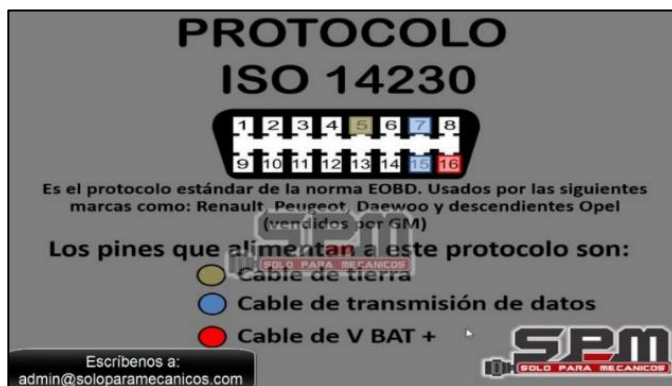 PROTOCOLO
ISO 14230
1 2 3 4 5 6 7 8
9 10 11 12 13 14 15 16
Es el protocolo estándar de la norma EOBD. Usados por las siguientes
marcas como: Renault, Peugeot, Daewoo y descendientes Opel
(vendidos por GM)
SPM
SOLO PARA MECANICOS
Los pines que alimentan a este protocolo son:
Cable de tierra
Cable de transmisión de datos
Cable de V BAT +
Escríbenos a:
admin@soloparamecanicos.com
SPM
SOLO PARA MECANICOS